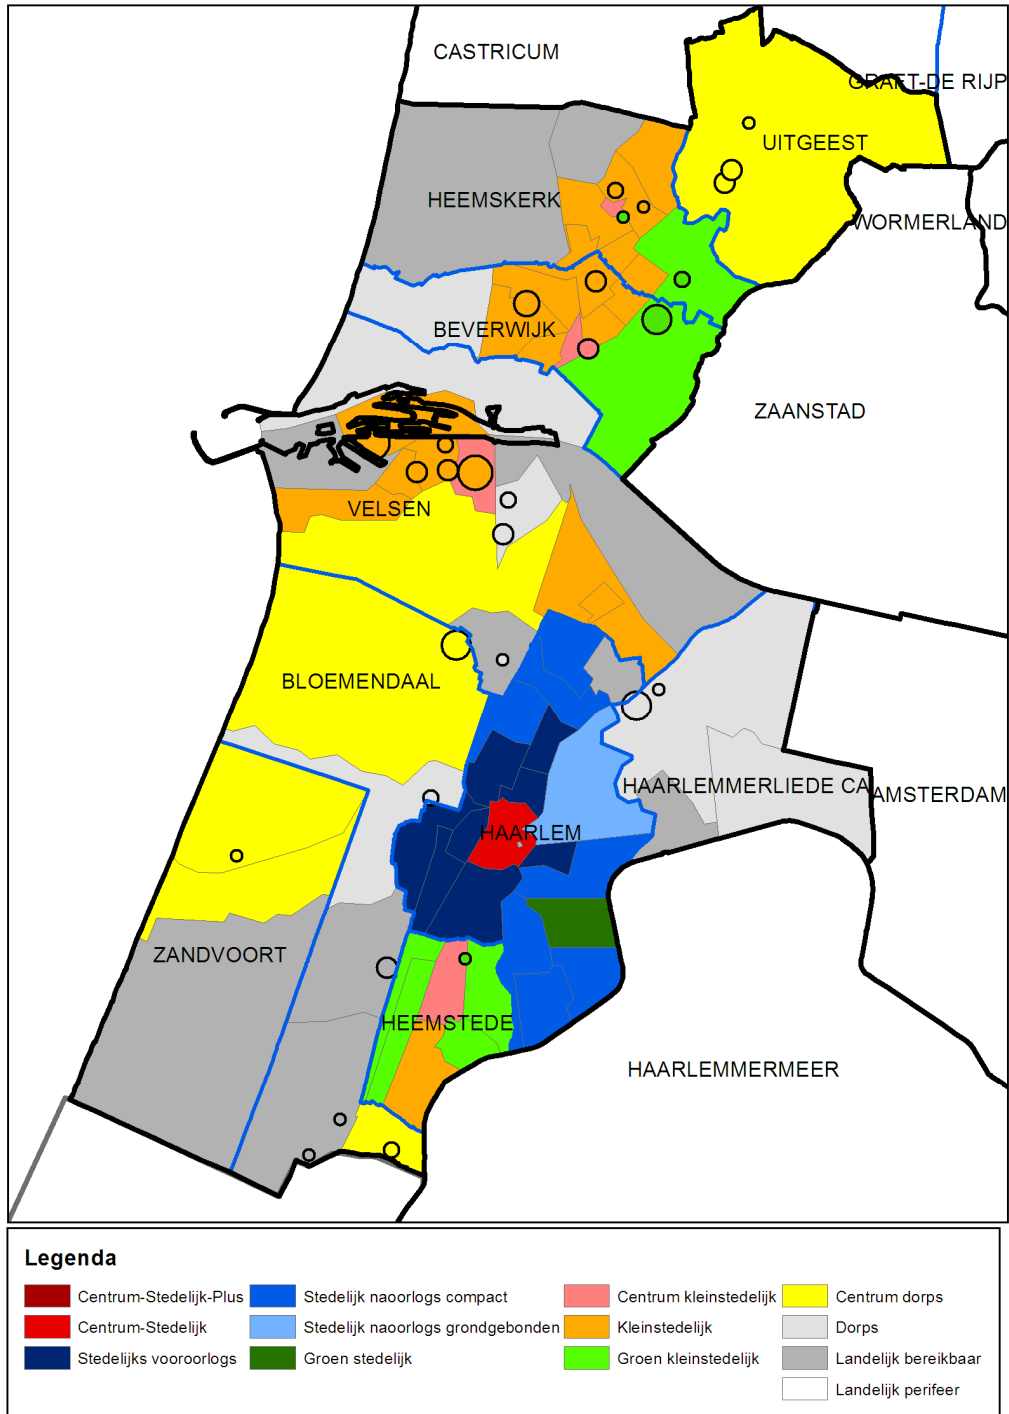 CASTRICUM
GRAFT-DE RIJP
UITGEEST
HEEMSKERK
WORMERLAND
BEVERWIJK
ZAANSTAD
VELSEN
BLOEMENDAAL
HAARLEMMERLIEDE CA
AMSTERDAM
HAARLEM
ZANDVOORT
HEEMSTEDE
HAARLEMMERMEER
Legenda
Centrum-Stedelijk-Plus
Stedelijk naoorlogs compact
Centrum kleinstedelijk
Centrum dorps
Centrum-Stedelijk
Stedelijk naoorlogs grondgebonden
Kleinstedelijk
Dorps
Stedelijks vooroorlogs
Groen stedelijk
Groen kleinstedelijk
Landelijk bereikbaar
Landelijk perifeer